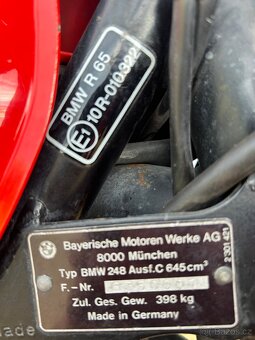 BMW R 65
E1 10R-010322
Bayerische Motoren Werke AG
8000 München
Typ BMW 248 Ausf.C 645cm³
F.-Nr.
Zul. Ges. Gew. 398 kg
Made in Germany